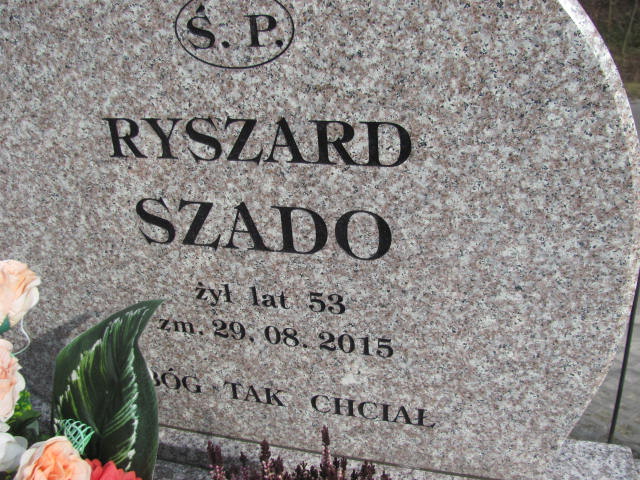 Ś. P.
RYSZARD
SZADO
żył lat 53
zm. 29. 08. 2015
BÓG TAK CHCIAŁ